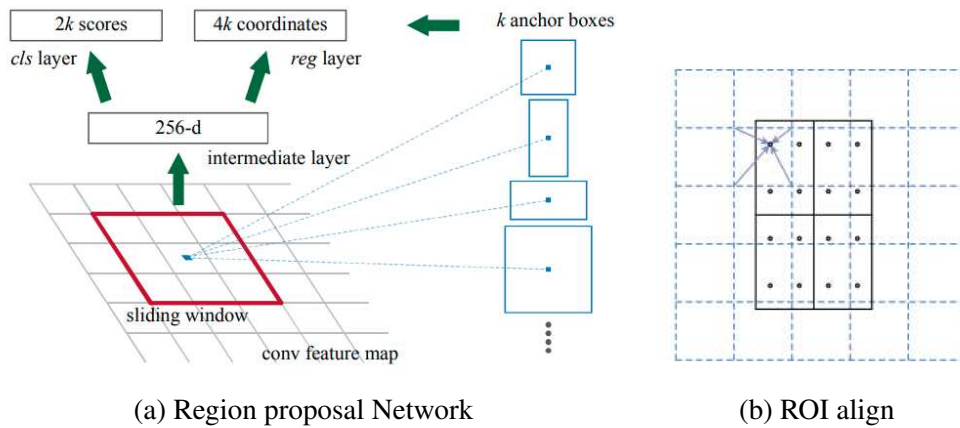 2k scores
4k coordinates
k anchor boxes
cls layer
reg layer
256-d
intermediate layer
sliding window
conv feature map
(a) Region proposal Network
(b) ROI align